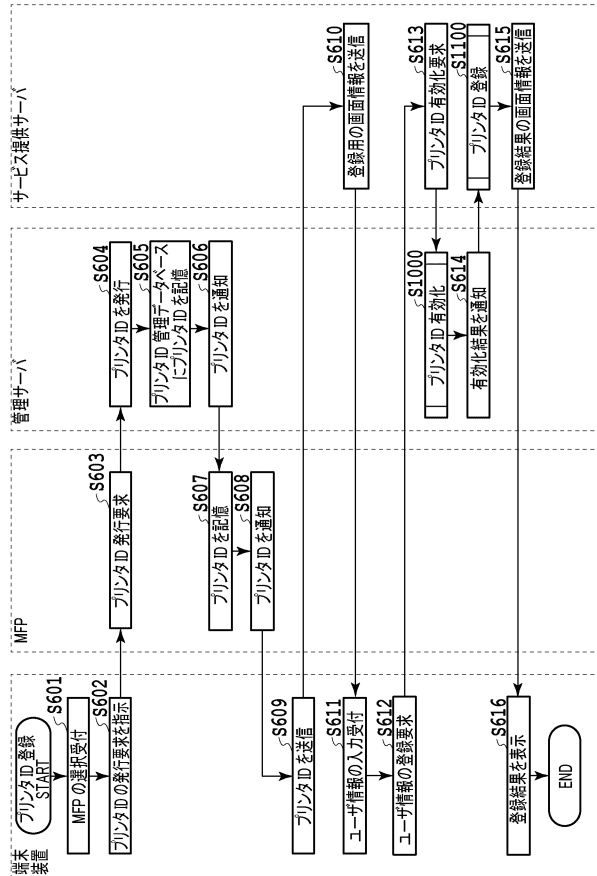 端末
装置
MFP
管理サーバ
サービス提供サーバ
プリンタID 登録
START
S601
MFP の選択受付
S602
プリンタIDの発行要求を指示
S603
プリンタID 発行要求
S604
プリンタID を発行
S605
プリンタID 管理データベース
にプリンタID を記憶
S606
プリンタID を通知
S607
プリンタID を記憶
S608
プリンタID を通知
S609
プリンタID を送信
S610
登録用の画面情報を送信
S611
ユーザ情報の入力受付
S612
ユーザ情報の登録要求
S613
プリンタID 有効化要求
S1000
プリンタID 有効化
S614
有効化結果を通知
S1100
プリンタID 登録
S615
登録結果の画面情報を送信
S616
登録結果を表示
END